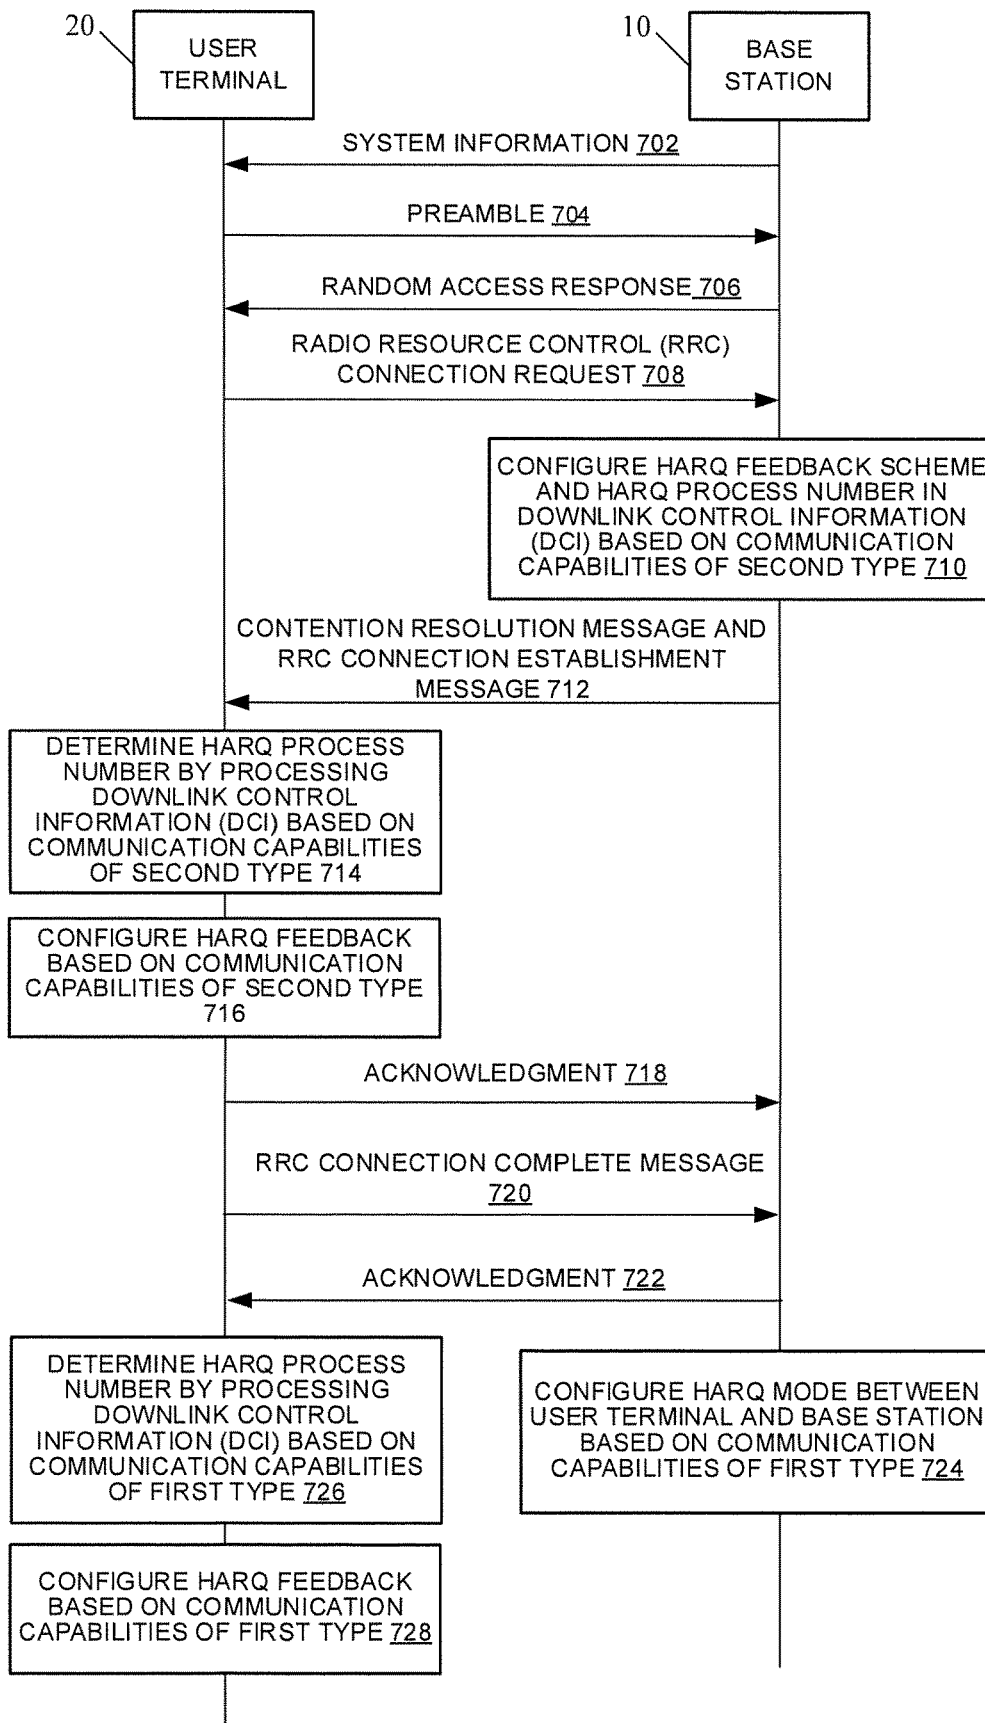 20
USER
TERMINAL
10
BASE
STATION
SYSTEM INFORMATION 702
PREAMBLE 704
RANDOM ACCESS RESPONSE 706
RADIO RESOURCE CONTROL (RRC)
CONNECTION REQUEST 708
CONFIGURE HARQ FEEDBACK SCHEME
AND HARQ PROCESS NUMBER IN
DOWNLINK CONTROL INFORMATION
(DCI) BASED ON COMMUNICATION
CAPABILITIES OF SECOND TYPE 710
CONTENTION RESOLUTION MESSAGE AND
RRC CONNECTION ESTABLISHMENT
MESSAGE 712
DETERMINE HARQ PROCESS
NUMBER BY PROCESSING
DOWNLINK CONTROL
INFORMATION (DCI) BASED ON
COMMUNICATION CAPABILITIES
OF SECOND TYPE 714
CONFIGURE HARQ FEEDBACK
BASED ON COMMUNICATION
CAPABILITIES OF SECOND TYPE
716
ACKNOWLEDGMENT 718
RRC CONNECTION COMPLETE MESSAGE
720
ACKNOWLEDGMENT 722
DETERMINE HARQ PROCESS
NUMBER BY PROCESSING
DOWNLINK CONTROL
INFORMATION (DCI) BASED ON
COMMUNICATION CAPABILITIES
OF FIRST TYPE 726
CONFIGURE HARQ MODE BETWEEN
USER TERMINAL AND BASE STATION
BASED ON COMMUNICATION
CAPABILITIES OF FIRST TYPE 724
CONFIGURE HARQ FEEDBACK
BASED ON COMMUNICATION
CAPABILITIES OF FIRST TYPE 728